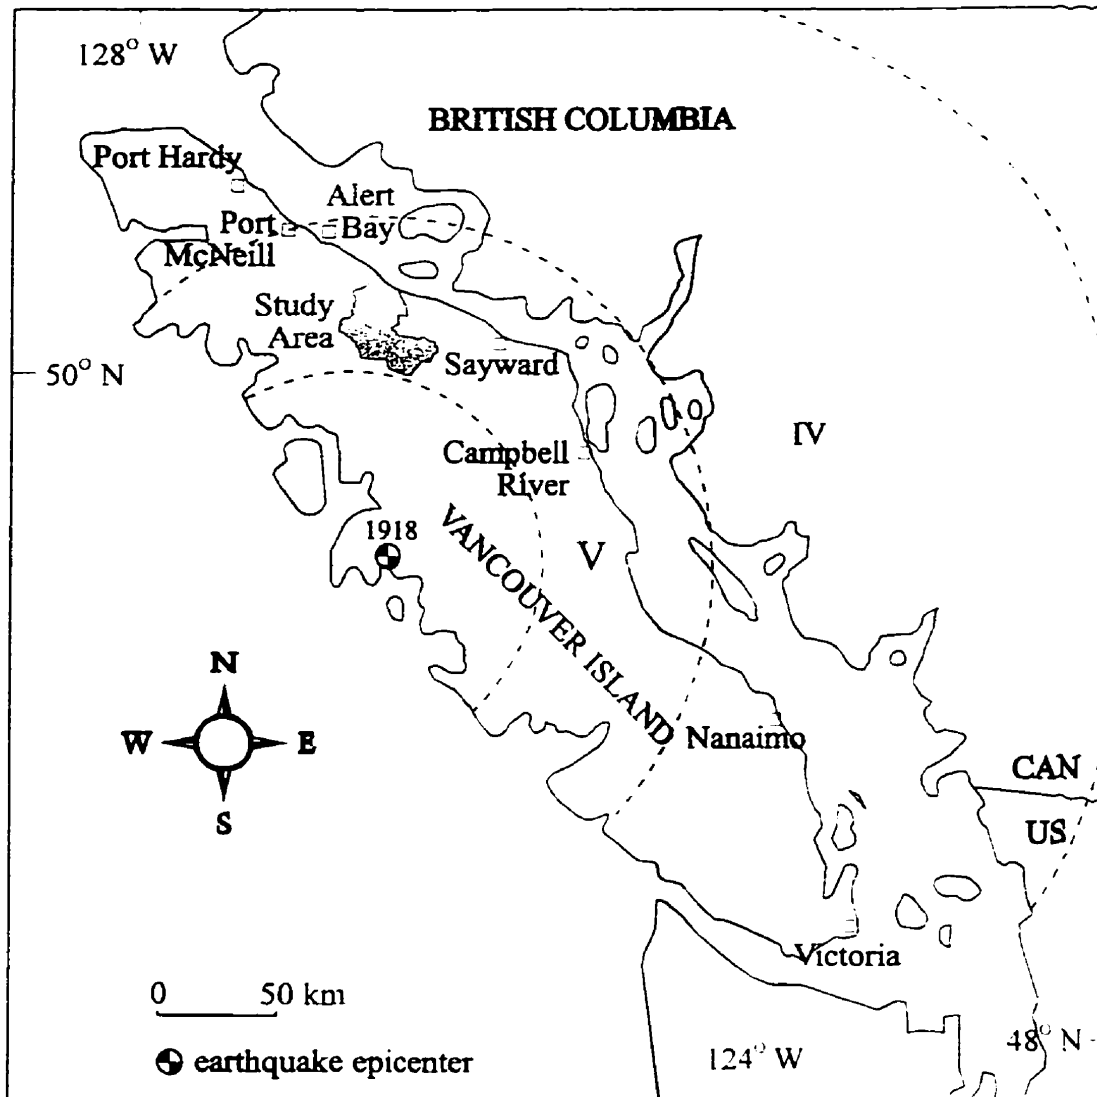 128° W
BRITISH COLUMBIA
Port Hardy
Alert
Bay
Port
McNeill
Study
Area
50° N
Sayward
IV
Campbell
River
1918
V
VANCOUVER ISLAND
N
W
E
S
Nanaimo
CAN
US
Victoria
0 50 km
48° N
124° W
earthquake epicenter